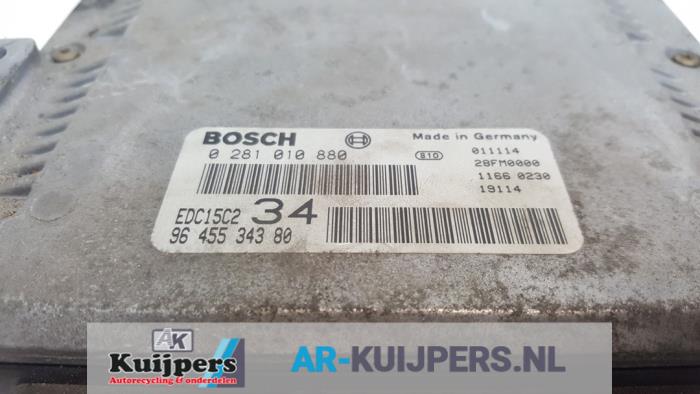 BOSCH
0 281 010 880
EDC15C2 34
96 455 343 80
Made in Germany
B10
011114
28FM0000
1166 0230
19114
AK
Kuijpers
Autorecycling & onderdelen
AR-KUIJPERS.NL